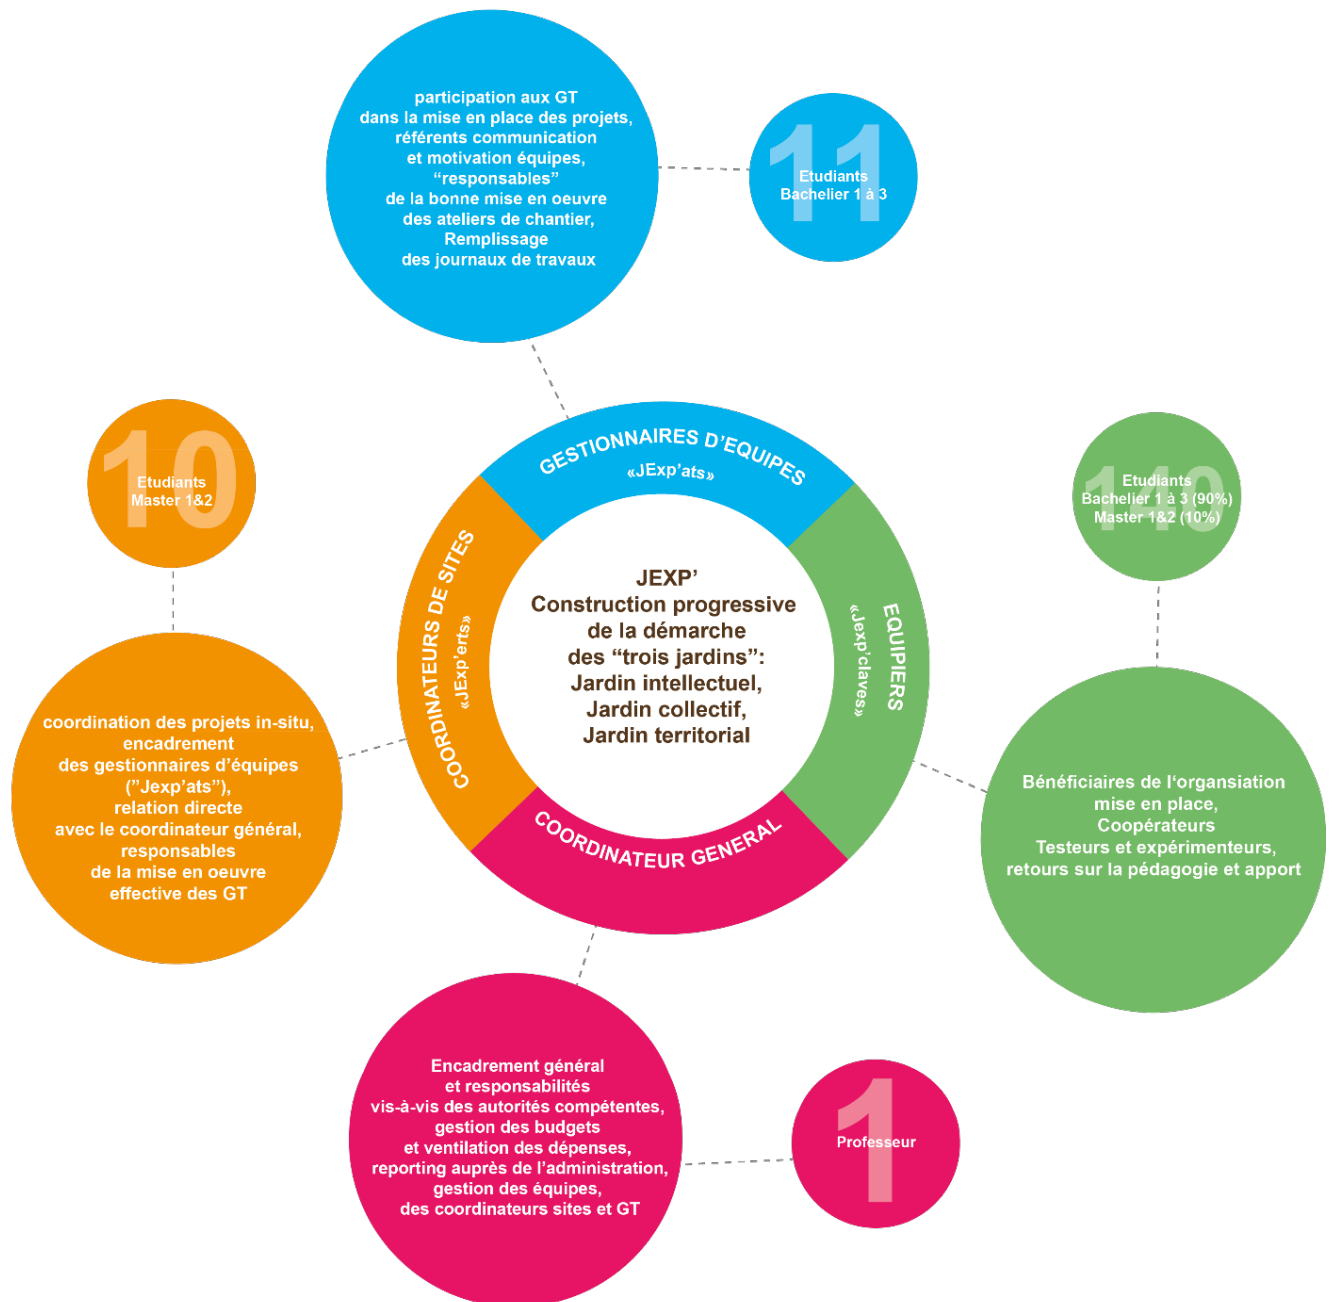 participation aux GT
dans la mise en place des projets,
référents communication
et motivation équipes,
“responsables”
de la bonne mise en oeuvre
des ateliers de chantier,
Remplissage
des journaux de travaux
11
Etudiants
Bachelier 1 à 3
GESTIONNAIRES D’EQUIPES
«JExp’ats»
10
Etudiants
Master 1&2
140
Etudiants
Bachelier 1 à 3 (90%)
Master 1&2 (10%)
COORDINATEURS DE SITES
«JExp’erts»
JEXP’
Construction progressive
de la démarche
des “trois jardins”:
Jardin intellectuel,
Jardin collectif,
Jardin territorial
EQUIPIERS
«Jexp’claves»
coordination des projets in-situ,
encadrement
des gestionnaires d’équipes
(”Jexp’ats”),
relation directe
avec le coordinateur général,
responsables
de la mise en oeuvre
effective des GT
Bénéficiaires de l‘organsiation
mise en place,
Coopérateurs
Testeurs et expérimenteurs,
retours sur la pédagogie et apport
COORDINATEUR GENERAL
Encadrement général
et responsabilités
vis-à-vis des autorités compétentes,
gestion des budgets
et ventilation des dépenses,
reporting auprès de l’administration,
gestion des équipes,
des coordinateurs sites et GT
1
Professeur